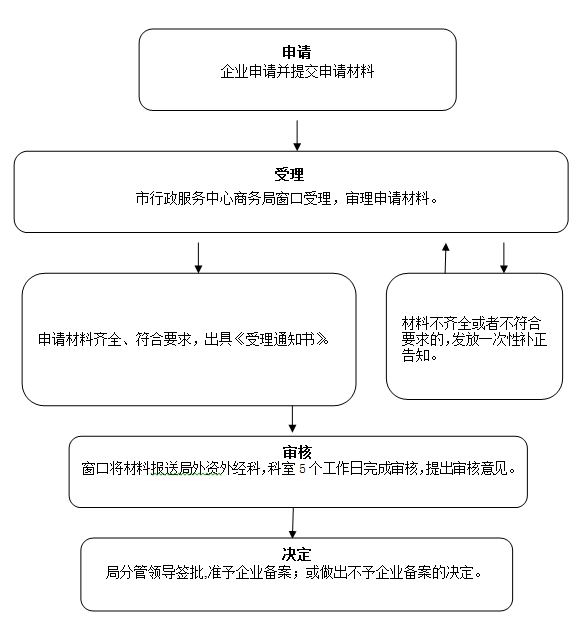 申请
企业申请并提交申请材料
受理
市行政服务中心商务局窗口受理，审理申请材料。
申请材料齐全、符合要求，出具《受理通知书》。
材料不齐全或者不符合
要求的,发放一次性补正
告知。
审核
窗口将材料报送局处资外经科,科室5个工作日完成审核,提出审核意见。
决定
局分管领导签批,准予企业备案；或做出不予企业备案的决定。